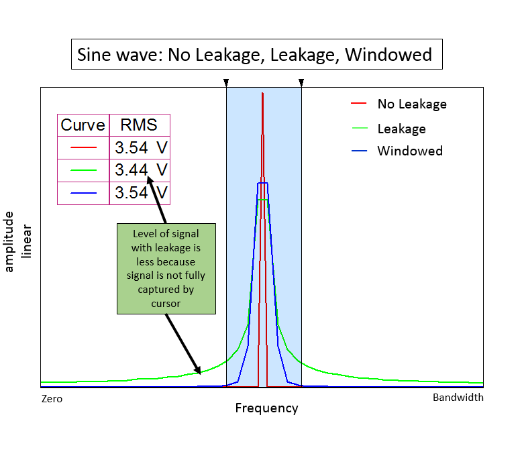 Sine wave: No Leakage, Leakage, Windowed
Curve RMS
3.54 V
3.44 V
3.54 V
No Leakage
Leakage
Windowed
Level of signal
with leakage is
less because
signal is not fully
captured by
cursor
amplitude
linear
Zero
Bandwidth
Frequency